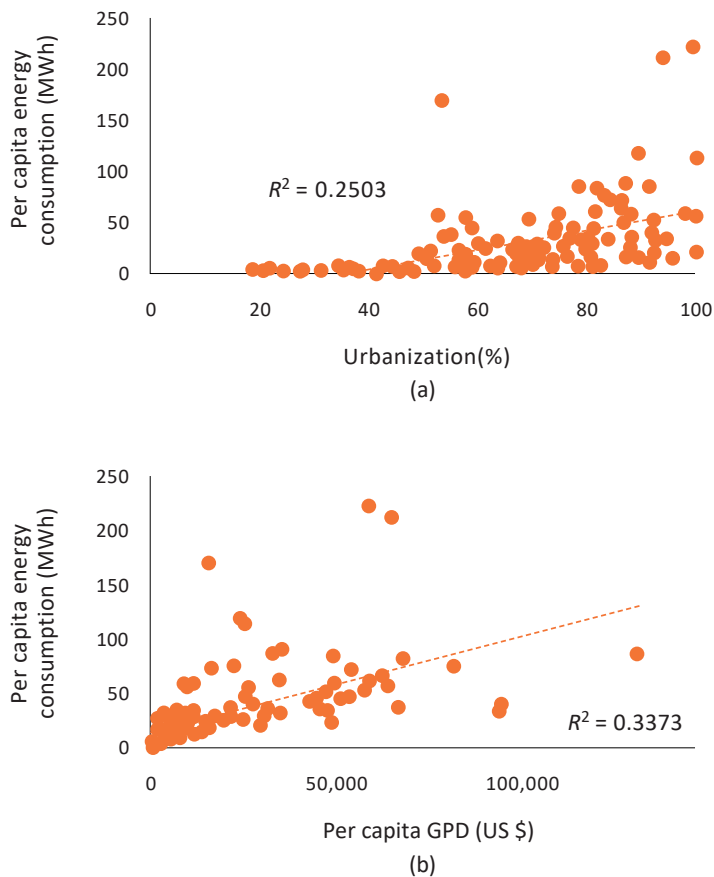 250
200
150
100
50
0
Per capita energy
consumption (MWh)
R² = 0.2503
0 20 40 60 80 100
Urbanization(%)
(a)
250
200
150
100
50
0
Per capita energy
consumption (MWh)
R² = 0.3373
0 50,000 100,000
Per capita GPD (US $)
(b)